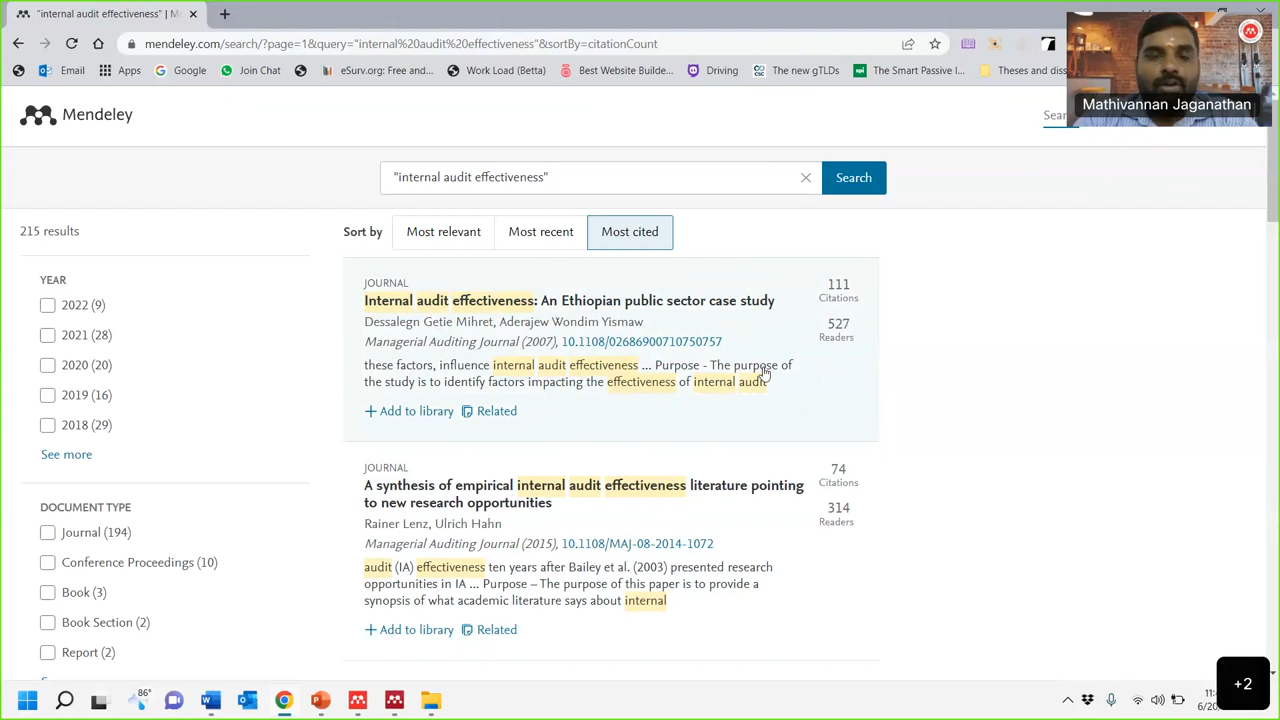 "internal audit effectiveness" | M
mendeley.com/search/?page=1&query="internal%20audit%20effectiveness"&sortBy=citationCount
Email
Apps
Google
Join Chat
eSurvey: Free and...
Work Load (Betta)
Best Website Builde...
Driving
The new gTLDs
The Smart Passive I...
Theses and diss
Mathivannan Jaganathan
Mendeley
Sear
"internal audit effectiveness"
Search
215 results
Sort by
Most relevant
Most recent
Most cited
YEAR
2022 (9)
2021 (28)
2020 (20)
2019 (16)
2018 (29)
See more
DOCUMENT TYPE
Journal (194)
Conference Proceedings (10)
Book (3)
Book Section (2)
Report (2)
JOURNAL
Internal audit effectiveness: An Ethiopian public sector case study
Dessalegn Getie Mihret, Aderajew Wondim Yismaw
Managerial Auditing Journal (2007), 10.1108/02686900710750757
these factors, influence internal audit effectiveness ... Purpose - The purpose of
the study is to identify factors impacting the effectiveness of internal audit
+ Add to library
Related
111
Citations
527
Readers
JOURNAL
A synthesis of empirical internal audit effectiveness literature pointing
to new research opportunities
Rainer Lenz, Ulrich Hahn
Managerial Auditing Journal (2015), 10.1108/MAJ-08-2014-1072
audit (IA) effectiveness ten years after Bailey et al. (2003) presented research
opportunities in IA ... Purpose – The purpose of this paper is to provide a
synopsis of what academic literature says about internal
+ Add to library
Related
74
Citations
314
Readers
86°
11:
6/20
+2